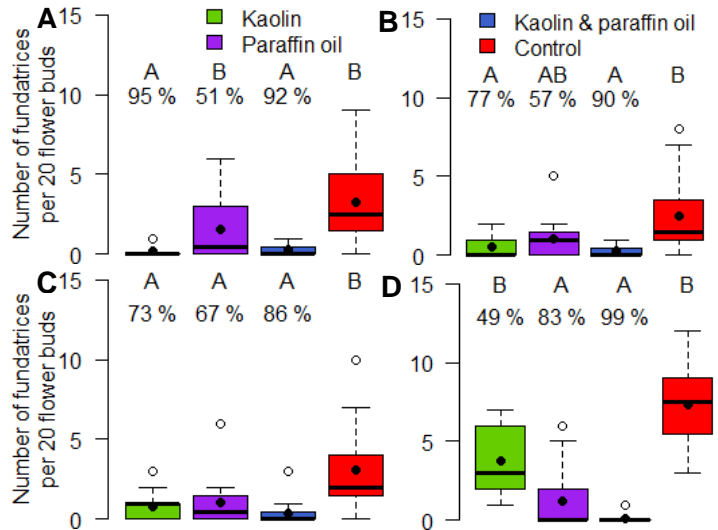 A
Kaolin
Paraffin oil
A B A B
95 % 51 % 92 %
Number of fundatrices
per 20 flower buds
15
10
5
0
B
Kaolin & paraffin oil
Control
A AB A B
77 % 57 % 90 %
15
10
5
0
C
A A A B
73 % 67 % 86 %
Number of fundatrices
per 20 flower buds
15
10
5
0
D
B A A B
49 % 83 % 99 %
15
10
5
0